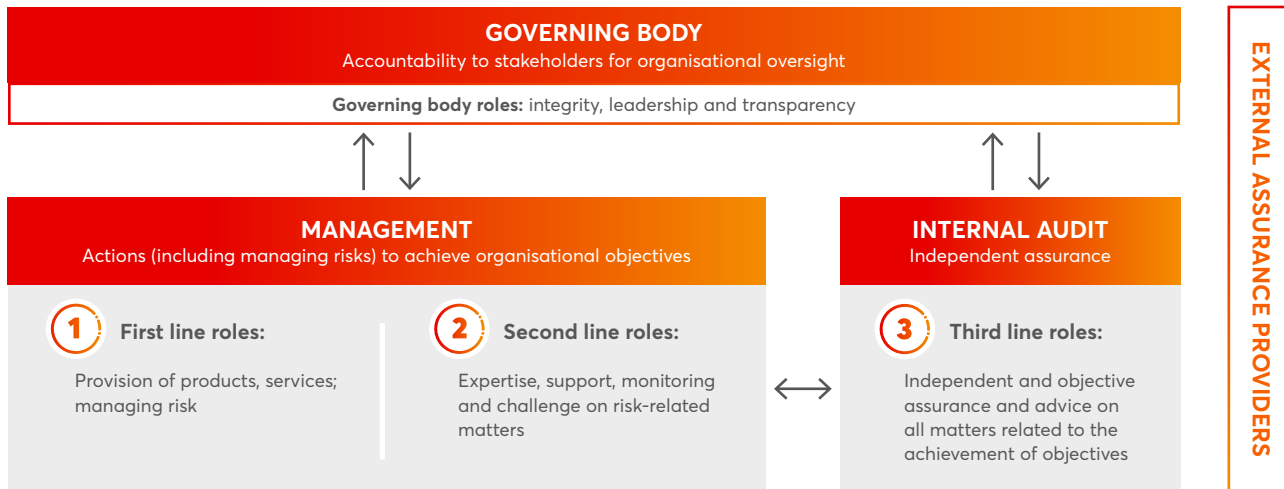 GOVERNING BODY
Accountability to stakeholders for organisational oversight
Governing body roles: integrity, leadership and transparency
MANAGEMENT
Actions (including managing risks) to achieve organisational objectives
1 First line roles:
Provision of products, services;
managing risk
2 Second line roles:
Expertise, support, monitoring
and challenge on risk-related
matters
INTERNAL AUDIT
Independent assurance
3 Third line roles:
Independent and objective
assurance and advice on
all matters related to the
achievement of objectives
EXTERNAL ASSURANCE PROVIDERS